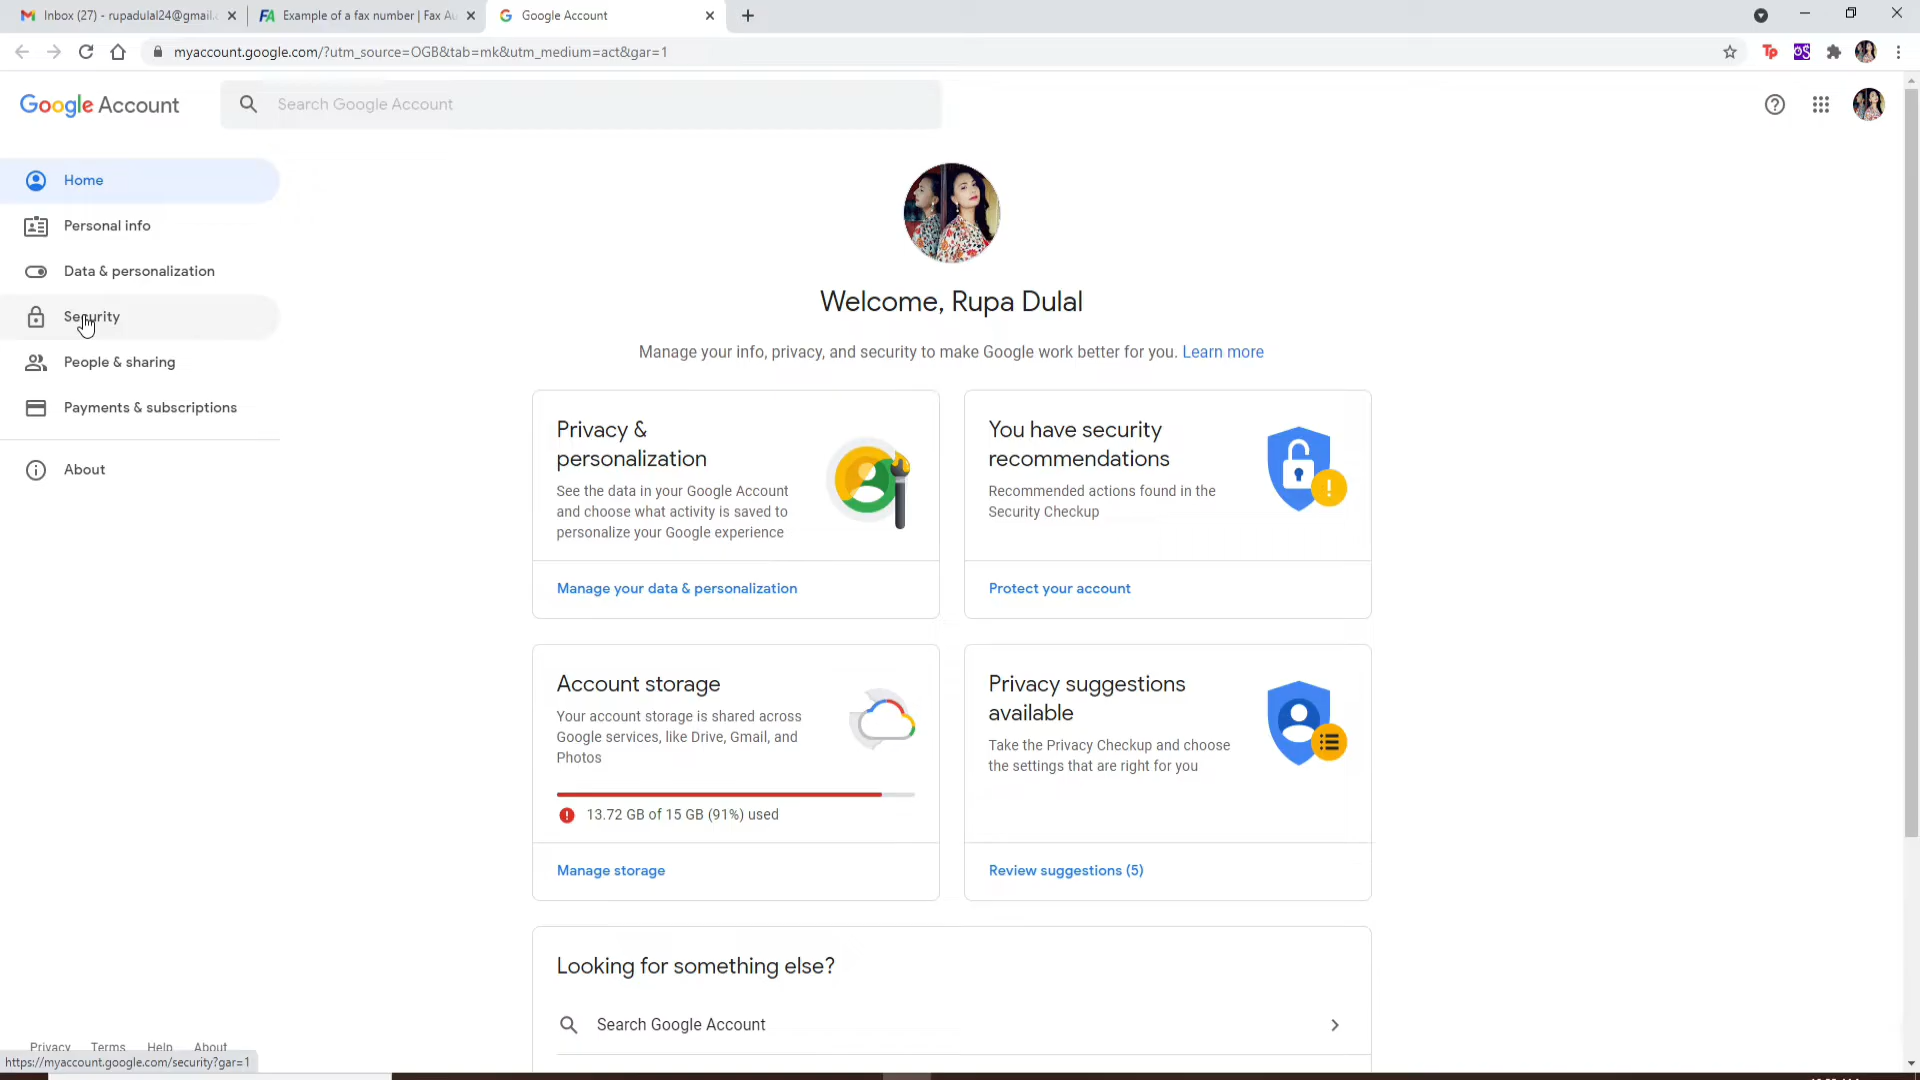 Inbox (27) - rupadulal24@gmail.
Example of a fax number | Fax Au
Google Account
myaccount.google.com/?utm_source=OGB&tab=mk&utm_medium=act&gar=1
Google Account
Search Google Account
Home
Personal info
Data & personalization
Security
People & sharing
Payments & subscriptions
About
Welcome, Rupa Dulal
Manage your info, privacy, and security to make Google work better for you. Learn more
Privacy &
personalization
See the data in your Google Account
and choose what activity is saved to
personalize your Google experience
Manage your data & personalization
You have security
recommendations
Recommended actions found in the
Security Checkup
Protect your account
Account storage
Your account storage is shared across
Google services, like Drive, Gmail, and
Photos
13.72 GB of 15 GB (91%) used
Manage storage
Privacy suggestions
available
Take the Privacy Checkup and choose
the settings that are right for you
Review suggestions (5)
Looking for something else?
Search Google Account
Privacy Terms Help About
https://myaccount.google.com/security?gar=1